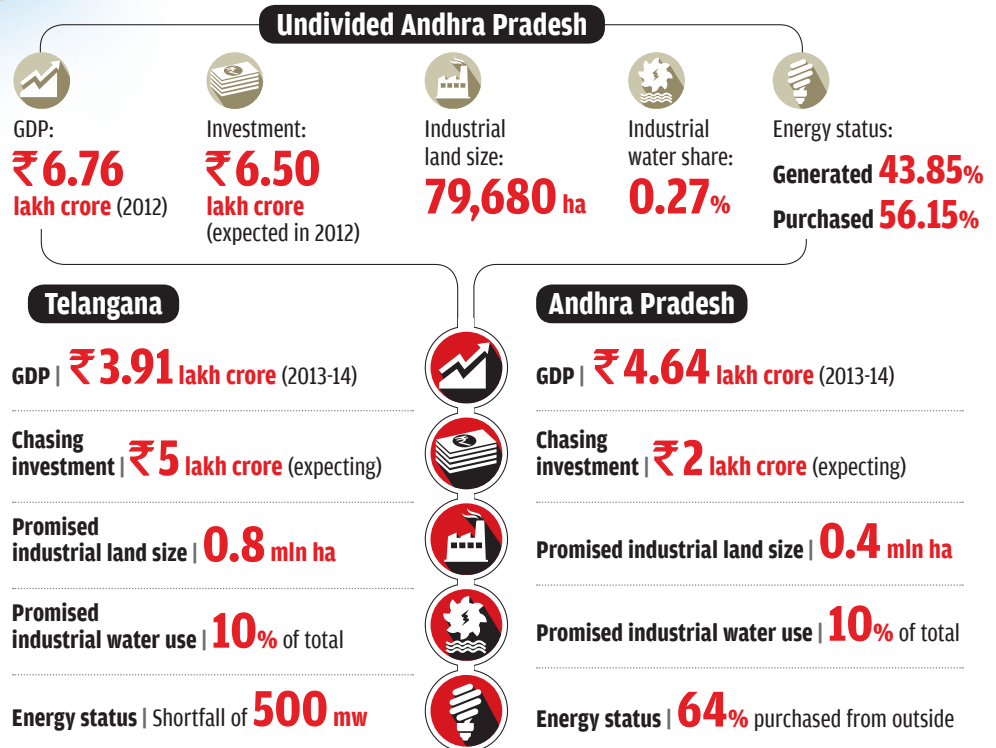 Undivided Andhra Pradesh
GDP:
₹6.76
lakh crore (2012)
Investment:
₹6.50
lakh crore
(expected in 2012)
Industrial
land size:
79,680 ha
Industrial
water share:
0.27%
Energy status:
Generated 43.85%
Purchased 56.15%
Telangana
GDP | ₹3.91 lakh crore (2013-14)
Chasing
investment | ₹5 lakh crore (expecting)
Promised
industrial land size | 0.8 mln ha
Promised
industrial water use | 10% of total
Energy status | Shortfall of 500 mw
Andhra Pradesh
GDP | ₹4.64 lakh crore (2013-14)
Chasing
investment | ₹2 lakh crore (expecting)
Promised industrial land size | 0.4 mln ha
Promised industrial water use | 10% of total
Energy status | 64% purchased from outside